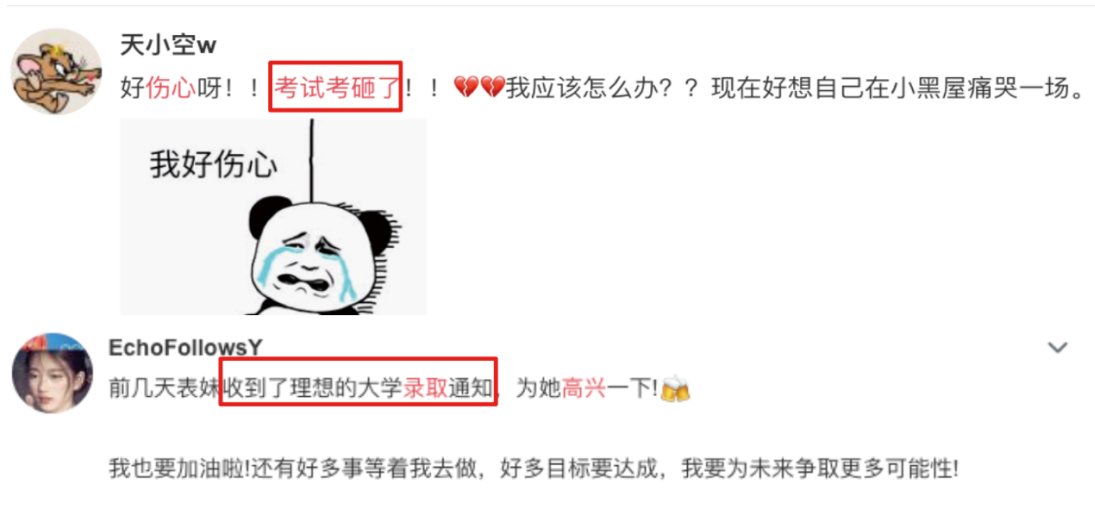 天小空w
好伤心呀！！考试考砸了！！💔💔我应该怎么办？？现在好想自己在小黑屋痛哭一场。
我好伤心
EchoFollowsY
前几天表妹收到了理想的大学录取通知，为她高兴一下!🍻
我也要加油啦!还有好多事等着我去做，好多目标要达成，我要为未来争取更多可能性!